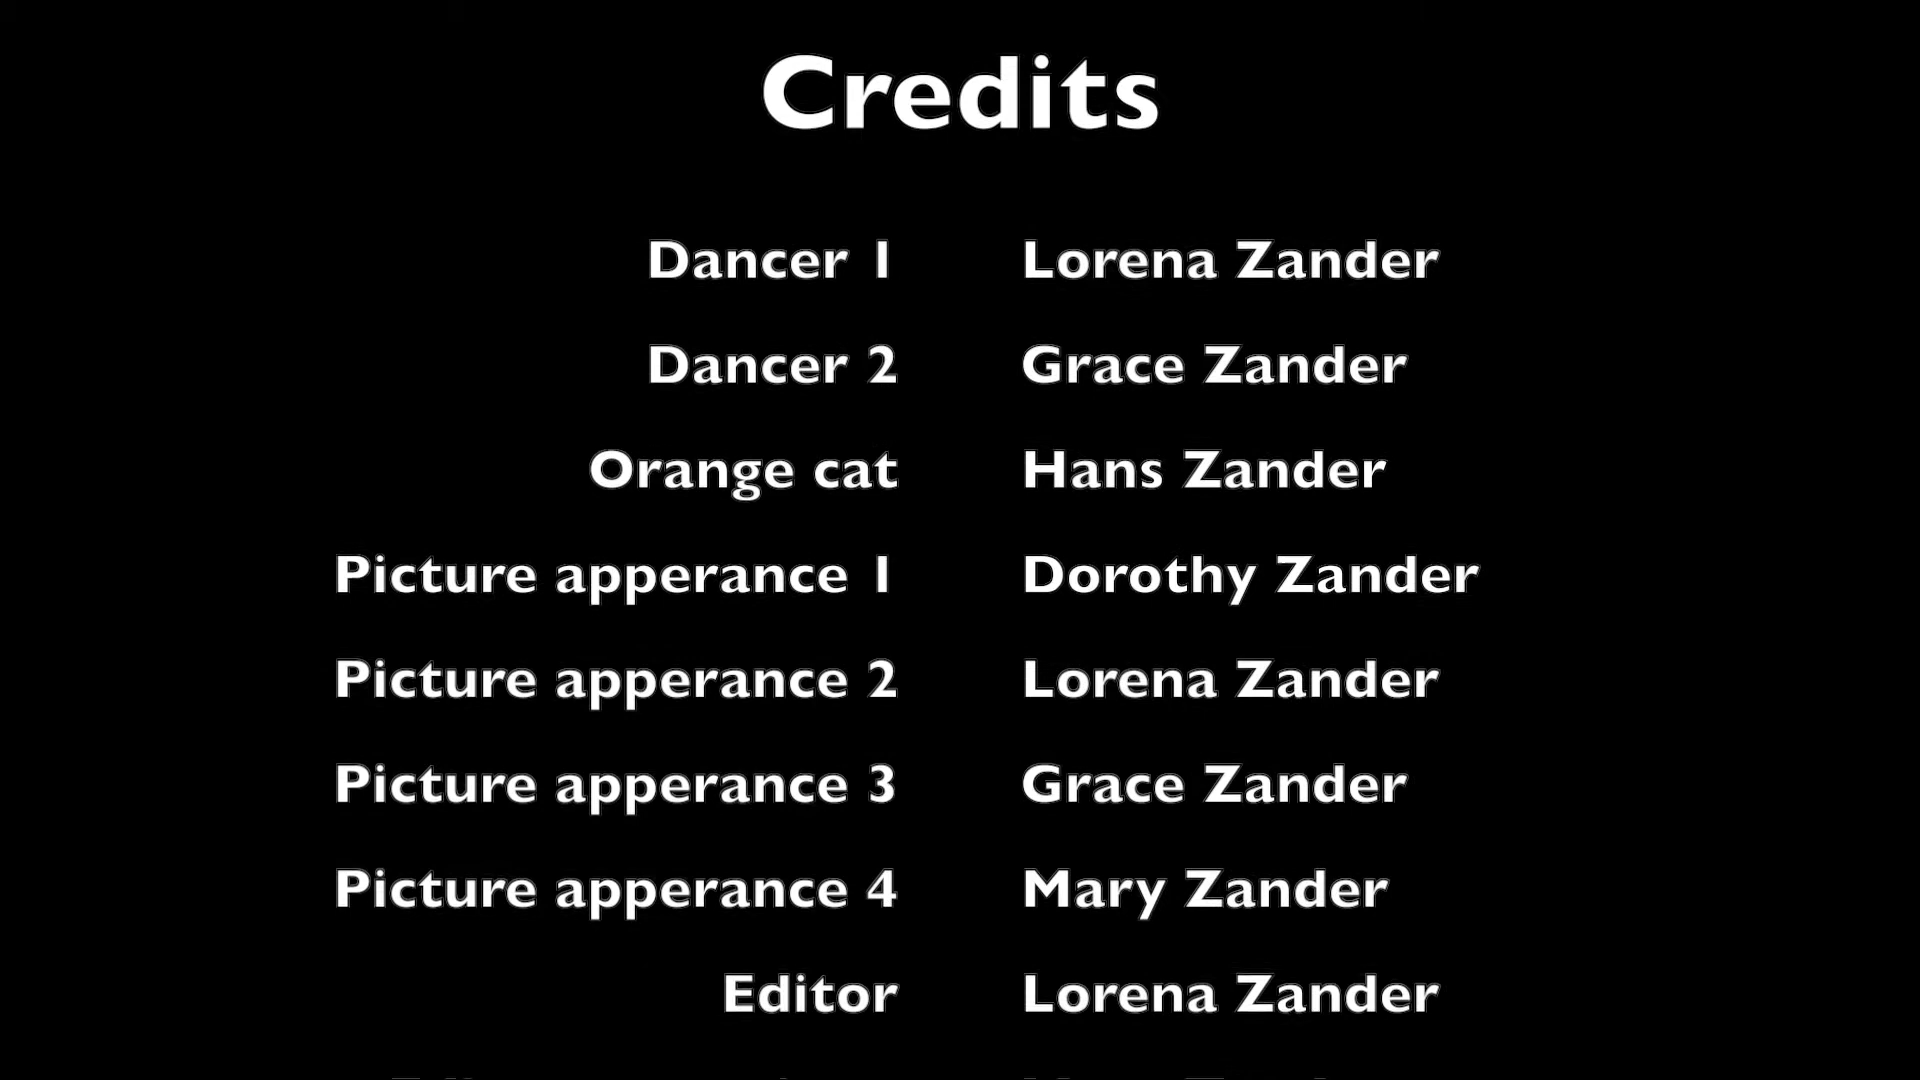 Credits
Dancer 1 Lorena Zander
Dancer 2 Grace Zander
Orange cat Hans Zander
Picture apperance 1 Dorothy Zander
Picture apperance 2 Lorena Zander
Picture apperance 3 Grace Zander
Picture apperance 4 Mary Zander
Editor Lorena Zander